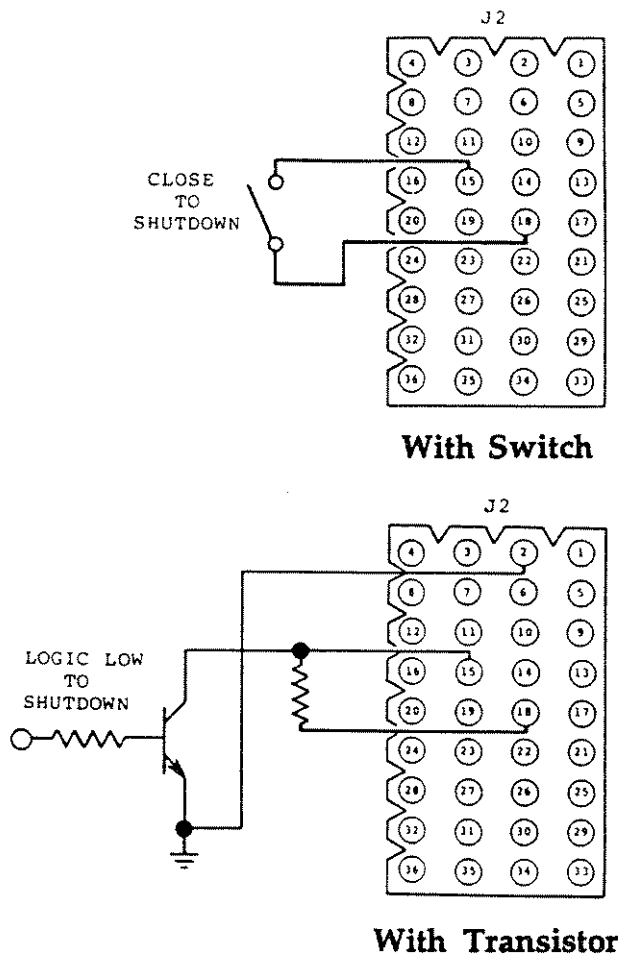 J2
4 3 2 1
8 7 6 5
12 11 10 9
CLOSE
TO
SHUTDOWN
16 15 14 13
20 19 18 17
24 23 22 21
28 27 26 25
32 31 30 29
36 35 34 33
With Switch
J2
4 3 2 1
8 7 6 5
12 11 10 9
LOGIC LOW
TO
SHUTDOWN
16 15 14 13
20 19 18 17
24 23 22 21
28 27 26 25
32 31 30 29
36 35 34 33
With Transistor